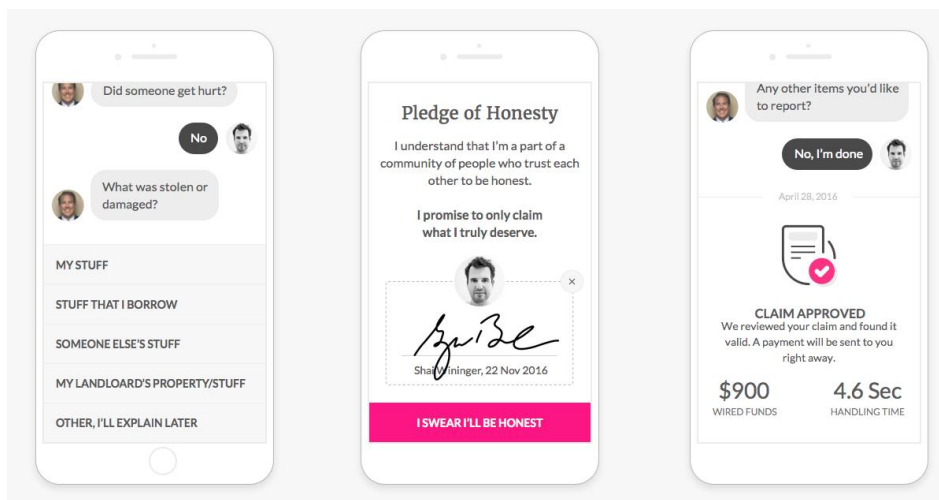 Did someone get hurt?
No
What was stolen or
damaged?
MY STUFF
STUFF THAT I BORROW
SOMEONE ELSE'S STUFF
MY LANDLOARD'S PROPERTY/STUFF
OTHER, I'LL EXPLAIN LATER
Pledge of Honesty
I understand that I'm a part of a
community of people who trust each
other to be honest.
I promise to only claim
what I truly deserve.
Shai Wininger, 22 Nov 2016
I SWEAR I'LL BE HONEST
Any other items you'd like
to report?
No, I'm done
April 28, 2016
CLAIM APPROVED
We reviewed your claim and found it
valid. A payment will be sent to you
right away.
$900
4.6 Sec
WIRED FUNDS
HANDLING TIME